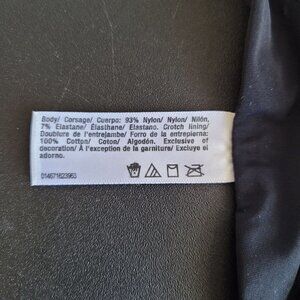 Body/ Corsage/ Cuerpo: 93% Nylon/ Nylon/ Nilón,
7% Elastane/ Élasthane/ Elastano. Crotch lining/
Doublure de l'entrejambe/ Forro de la entrepierna:
100% Cotton/ Coton/ Algodón. Exclusive of
decoration/ À l'exception de la garniture/ Excluye el
adorno.
014671623963